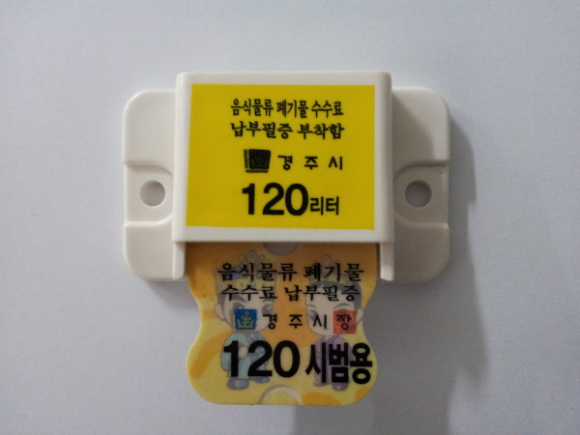 음식물류 폐기물 수수료
납부필증 부착함
경주시
120리터
음식물류 폐기물
수수료 납부필증
경주시장
120 시범용